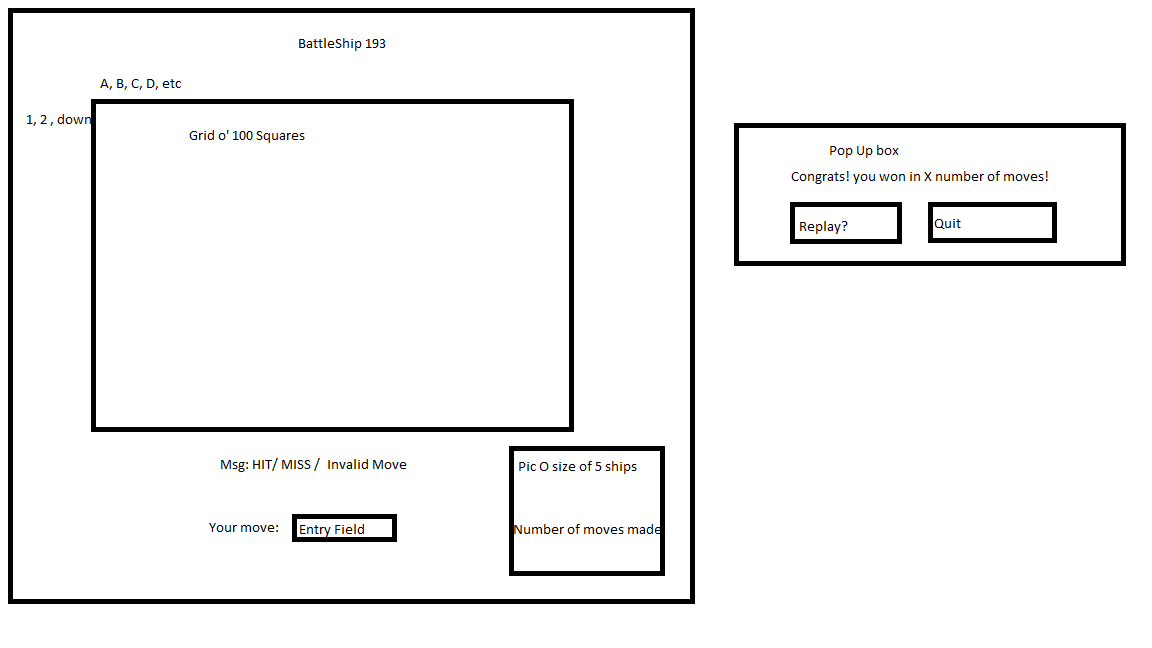 BattleShip 193
A, B, C, D, etc
1, 2 , down
Grid o' 100 Squares
Msg: HIT/ MISS /  Invalid Move
Your move:
Entry Field
Pic O size of 5 ships
Number of moves made
Pop Up box
Congrats! you won in X number of moves!
Replay?
Quit